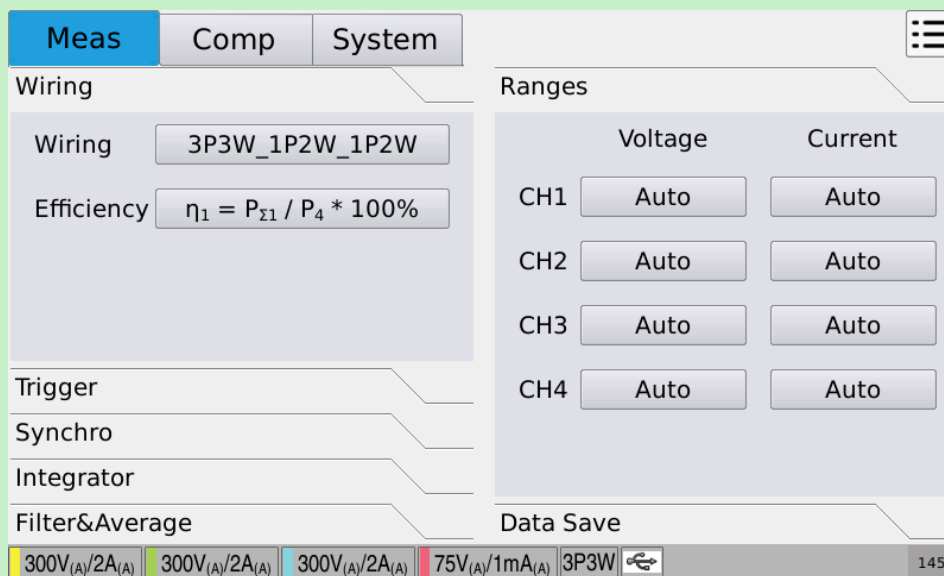 Meas Comp System
Wiring
Wiring 3P3W_1P2W_1P2W
Efficiency η₁ = P_Σ1 / P₄ * 100%
Trigger
Synchro
Integrator
Filter&Average
Ranges
Voltage Current
CH1 Auto Auto
CH2 Auto Auto
CH3 Auto Auto
CH4 Auto Auto
Data Save
300V(A)/2A(A) 300V(A)/2A(A) 300V(A)/2A(A) 75V(A)/1mA(A) 3P3W 145